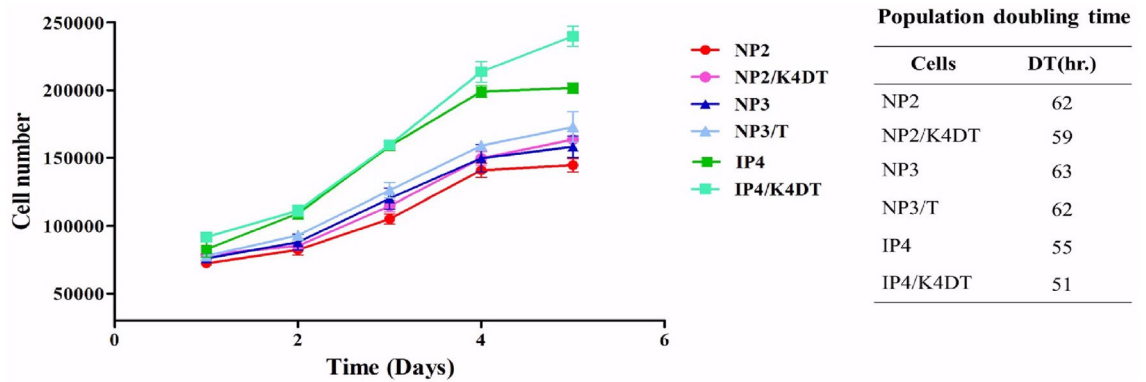 250000
200000
150000
100000
50000
0
2
4
6
Cell number
Time (Days)
NP2
NP2/K4DT
NP3
NP3/T
IP4
IP4/K4DT
Population doubling time
Cells DT(hr.)
NP2 62
NP2/K4DT 59
NP3 63
NP3/T 62
IP4 55
IP4/K4DT 51